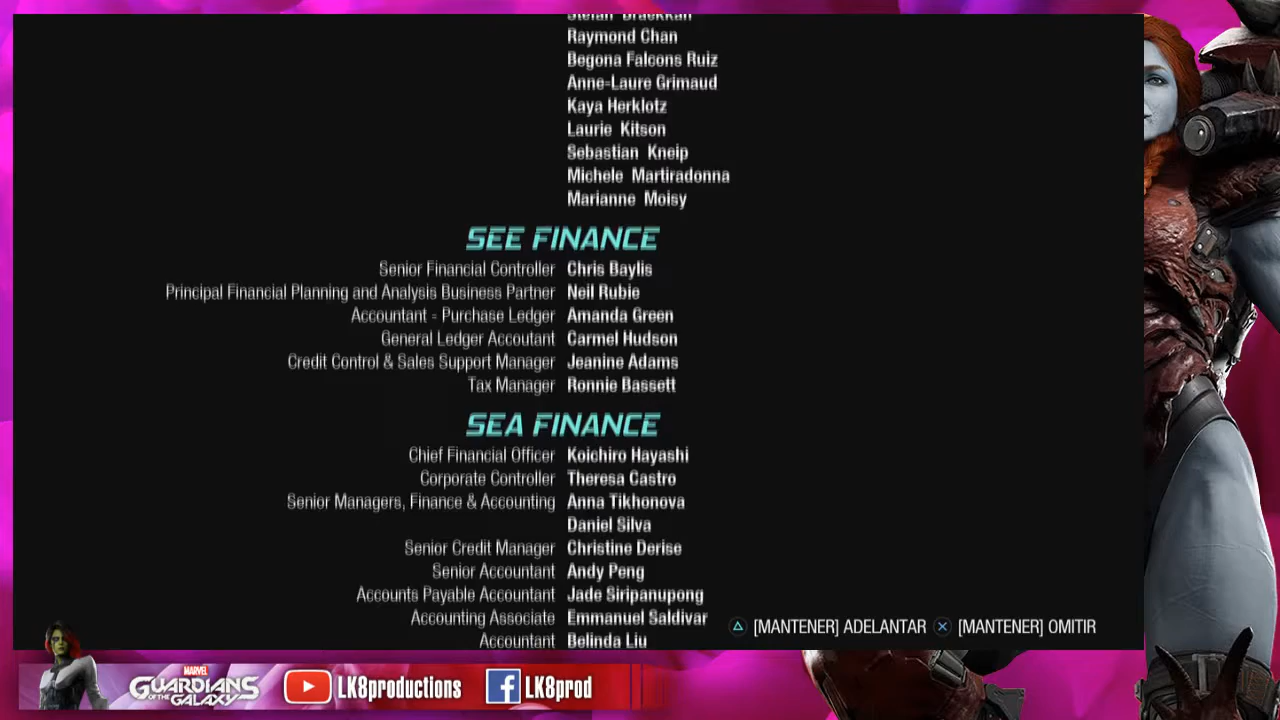 Stefan Braekkan
Raymond Chan
Begona Falcons Ruiz
Anne-Laure Grimaud
Kaya Herklotz
Laurie Kitson
Sebastian Kneip
Michele Martiradonna
Marianne Moisy
SEE FINANCE
Senior Financial Controller Chris Baylis
Principal Financial Planning and Analysis Business Partner Neil Rubie
Accountant - Purchase Ledger Amanda Green
General Ledger Accoutant Carmel Hudson
Credit Control & Sales Support Manager Jeanine Adams
Tax Manager Ronnie Bassett
SEA FINANCE
Chief Financial Officer Koichiro Hayashi
Corporate Controller Theresa Castro
Senior Managers, Finance & Accounting Anna Tikhonova
Daniel Silva
Senior Credit Manager Christine Derise
Senior Accountant Andy Peng
Accounts Payable Accountant Jade Siripanupong
Accounting Associate Emmanuel Saldivar
Accountant Belinda Liu
[MANTENER] ADELANTAR [MANTENER] OMITIR
MARVEL
GUARDIANS
OF THE
GALAXY
LK8productions
LK8prod